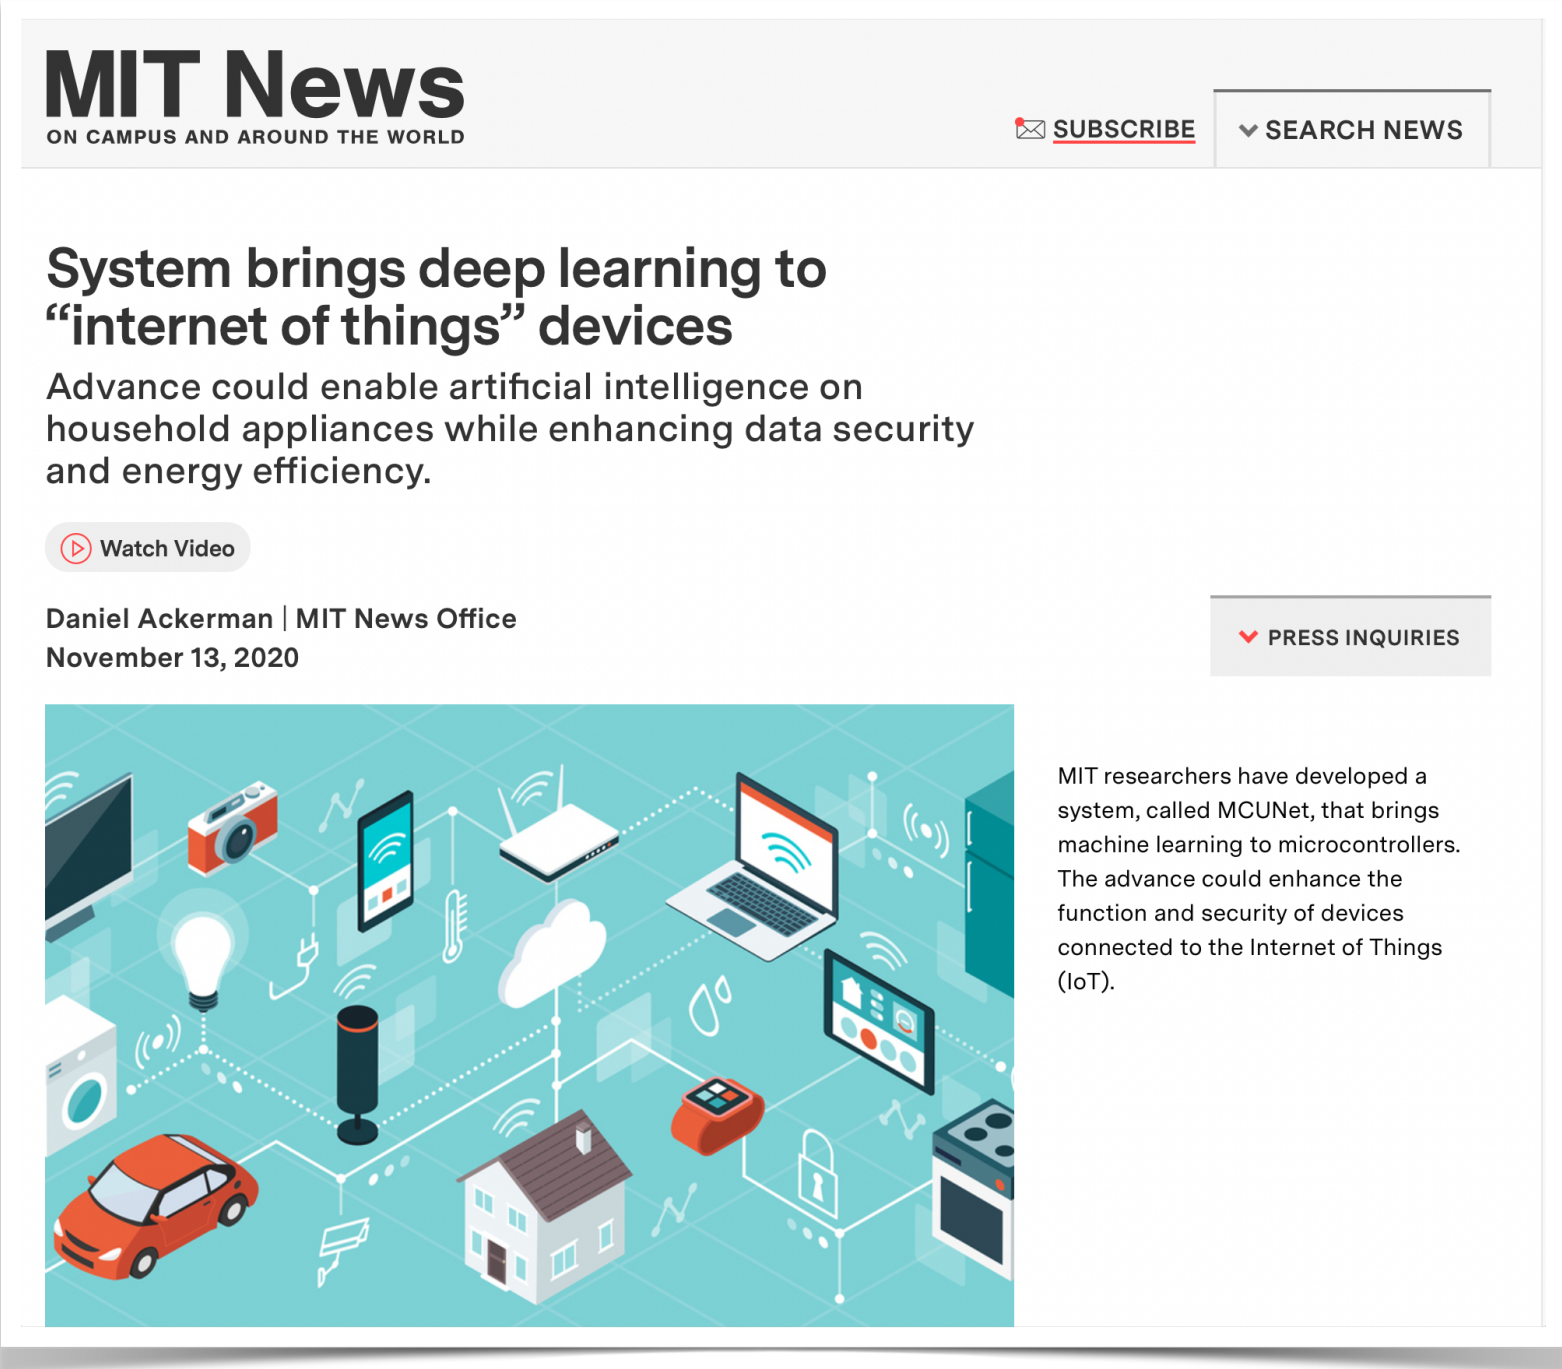 MIT News
ON CAMPUS AND AROUND THE WORLD
SUBSCRIBE
SEARCH NEWS
System brings deep learning to
“internet of things” devices
Advance could enable artificial intelligence on
household appliances while enhancing data security
and energy efficiency.
Watch Video
Daniel Ackerman | MIT News Office
November 13, 2020
PRESS INQUIRIES
MIT researchers have developed a
system, called MCUNet, that brings
machine learning to microcontrollers.
The advance could enhance the
function and security of devices
connected to the Internet of Things
(IoT).